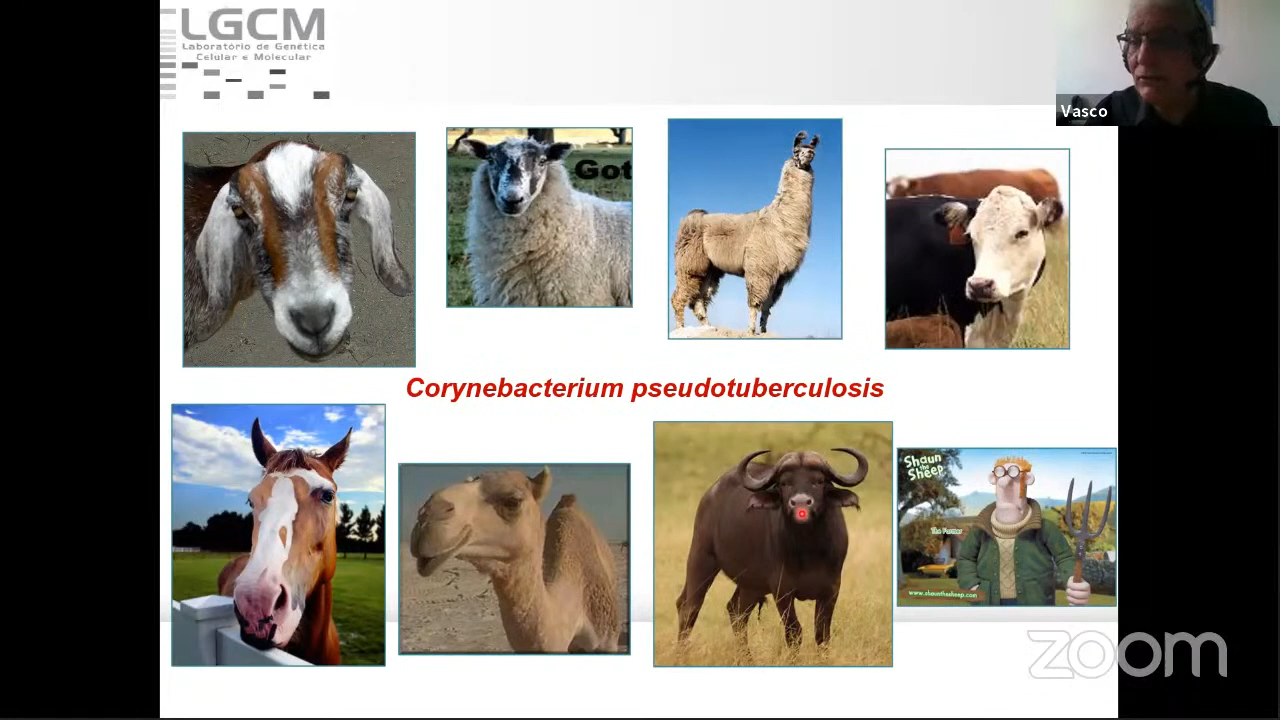 LGCM
Laboratório de Genética
Celular e Molecular
Vasco
Got
Corynebacterium pseudotuberculosis
Shaun
the
Sheep
The Farmer
www.shaunthesheep.com
zoom